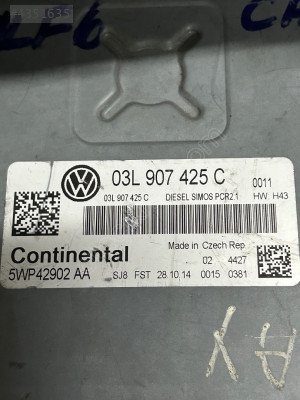 LF6
03L 907 425 C
0011
03L 907 425 C DIESEL SIMOS PCR2.1 HW: H43
Continental
Made in Czech Rep.
02 4427
5WP42902 AA SJ8 FST 28.10.14 0015 0381